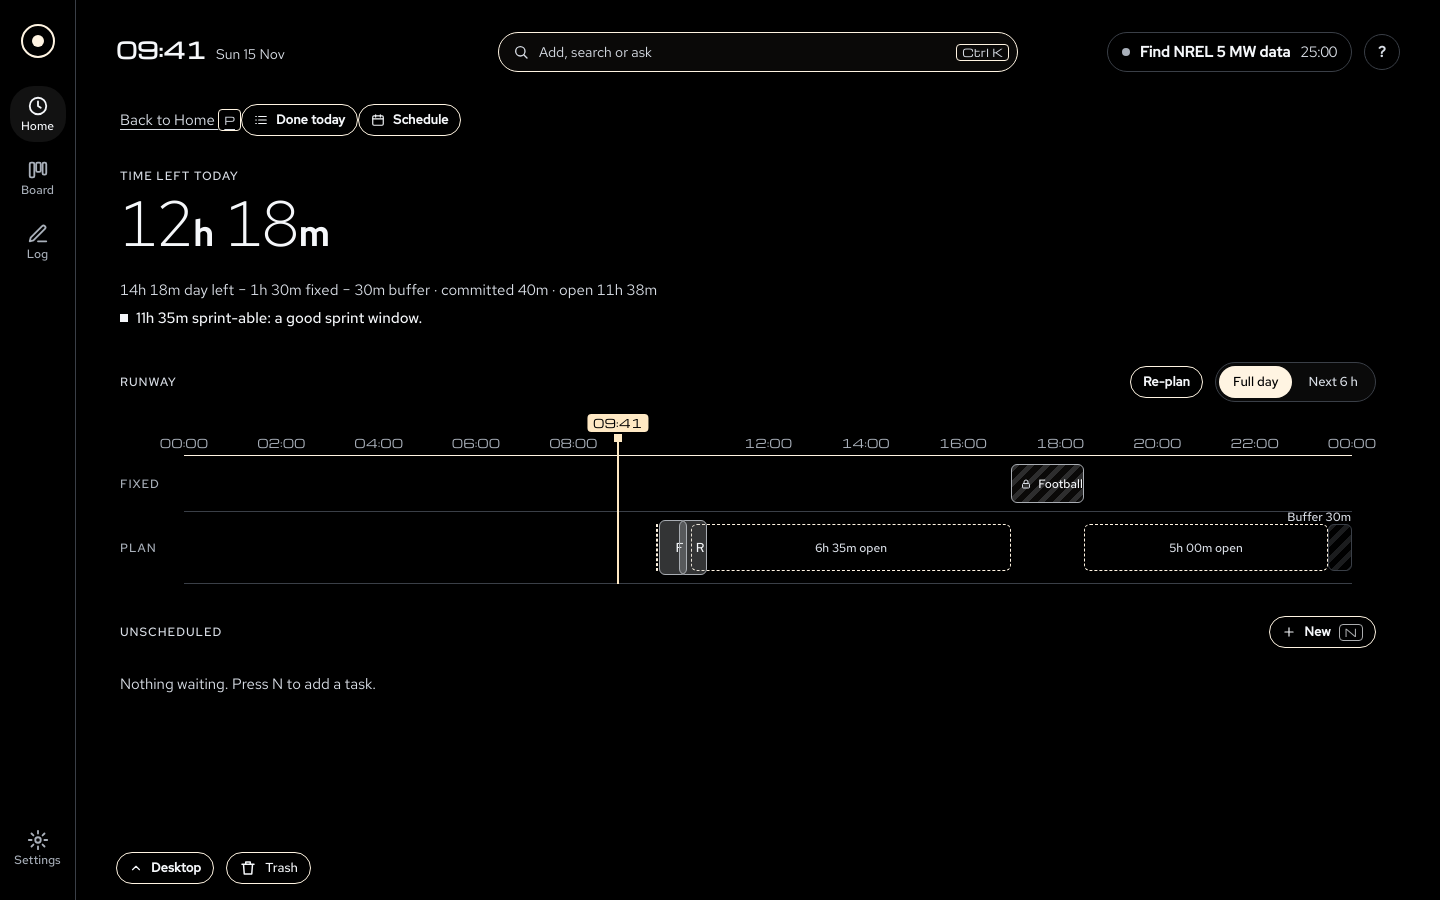 09:41 Sun 15 Nov
Add, search or ask
Ctrl K
Find NREL 5 MW data 25:00
?
Home
Board
Log
Settings
Back to Home P
Done today
Schedule
TIME LEFT TODAY
12h 18m
14h 18m day left – 1h 30m fixed – 30m buffer · committed 40m · open 11h 38m
11h 35m sprint-able: a good sprint window.
RUNWAY
Re-plan
Full day
Next 6 h
09:41
00:00 02:00 04:00 06:00 08:00 12:00 14:00 16:00 18:00 20:00 22:00 00:00
FIXED
Football
Buffer 30m
PLAN
F
R
6h 35m open
5h 00m open
UNSCHEDULED
New N
Nothing waiting. Press N to add a task.
Desktop
Trash